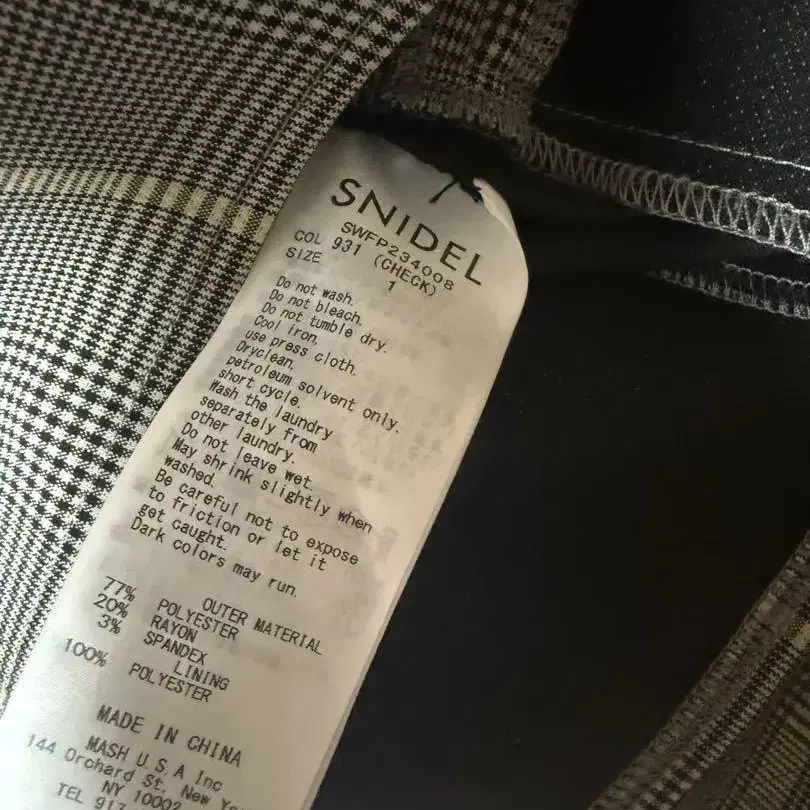 SNIDEL
SWFP234008
COL 931 (CHECK)
SIZE 1
Do not wash.
Do not bleach.
Do not tumble dry.
Cool iron.
use press cloth.
Dryclean.
petroleum solvent only.
short cycle.
Wash the laundry
separately from
other laundry.
Do not leave wet.
May shrink slightly when
washed.
Be careful not to expose
to friction or let it
get caught.
Dark colors may run.
OUTER MATERIAL
77% POLYESTER
20% RAYON
3% SPANDEX
LINING
100% POLYESTER
MADE IN CHINA
MASH U.S.A Inc
144 Orchard St. New
NY 10002
TEL 917